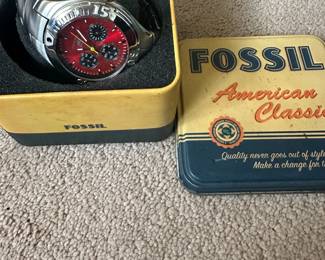 FOSSIL
FOSSIL
American
Classic
...Quality never goes out of style
Make a change for